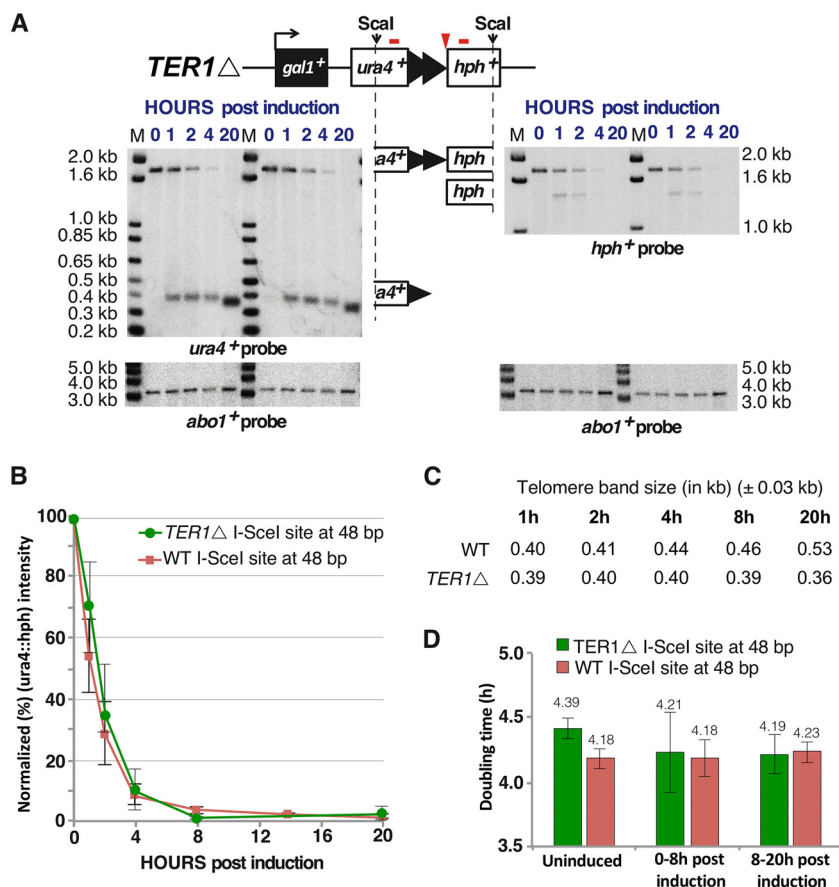 A
ScaI
ScaI
TER1△
gal1+
ura4+
hph+
HOURS post induction
M 0 1 2 4 20 M 0 1 2 4 20
2.0 kb
1.6 kb
1.0 kb
0.85 kb
0.65 kb
0.5 kb
0.4 kb
0.3 kb
0.2 kb
ura4+probe
a4+
hph
hph
a4+
HOURS post induction
M 0 1 2 4 20 M 0 1 2 4 20
2.0 kb
1.6 kb
1.0 kb
hph+probe
5.0 kb
4.0 kb
3.0 kb
abo1+probe
5.0 kb
4.0 kb
3.0 kb
abo1+probe
B
Normalized (%) (ura4::hph) intensity
100
80
60
40
20
0
TER1△ I-SceI site at 48 bp
WT I-SceI site at 48 bp
0 4 8 12 16 20
HOURS post induction
C
Telomere band size (in kb) (± 0.03 kb)
1h 2h 4h 8h 20h
WT 0.40 0.41 0.44 0.46 0.53
TER1△ 0.39 0.40 0.40 0.39 0.36
D
TER1△ I-SceI site at 48 bp
WT I-SceI site at 48 bp
Doubling time (h)
5.0
4.5
4.0
3.5
4.39
4.18
4.21
4.18
4.19
4.23
Uninduced
0-8h post induction
8-20h post induction